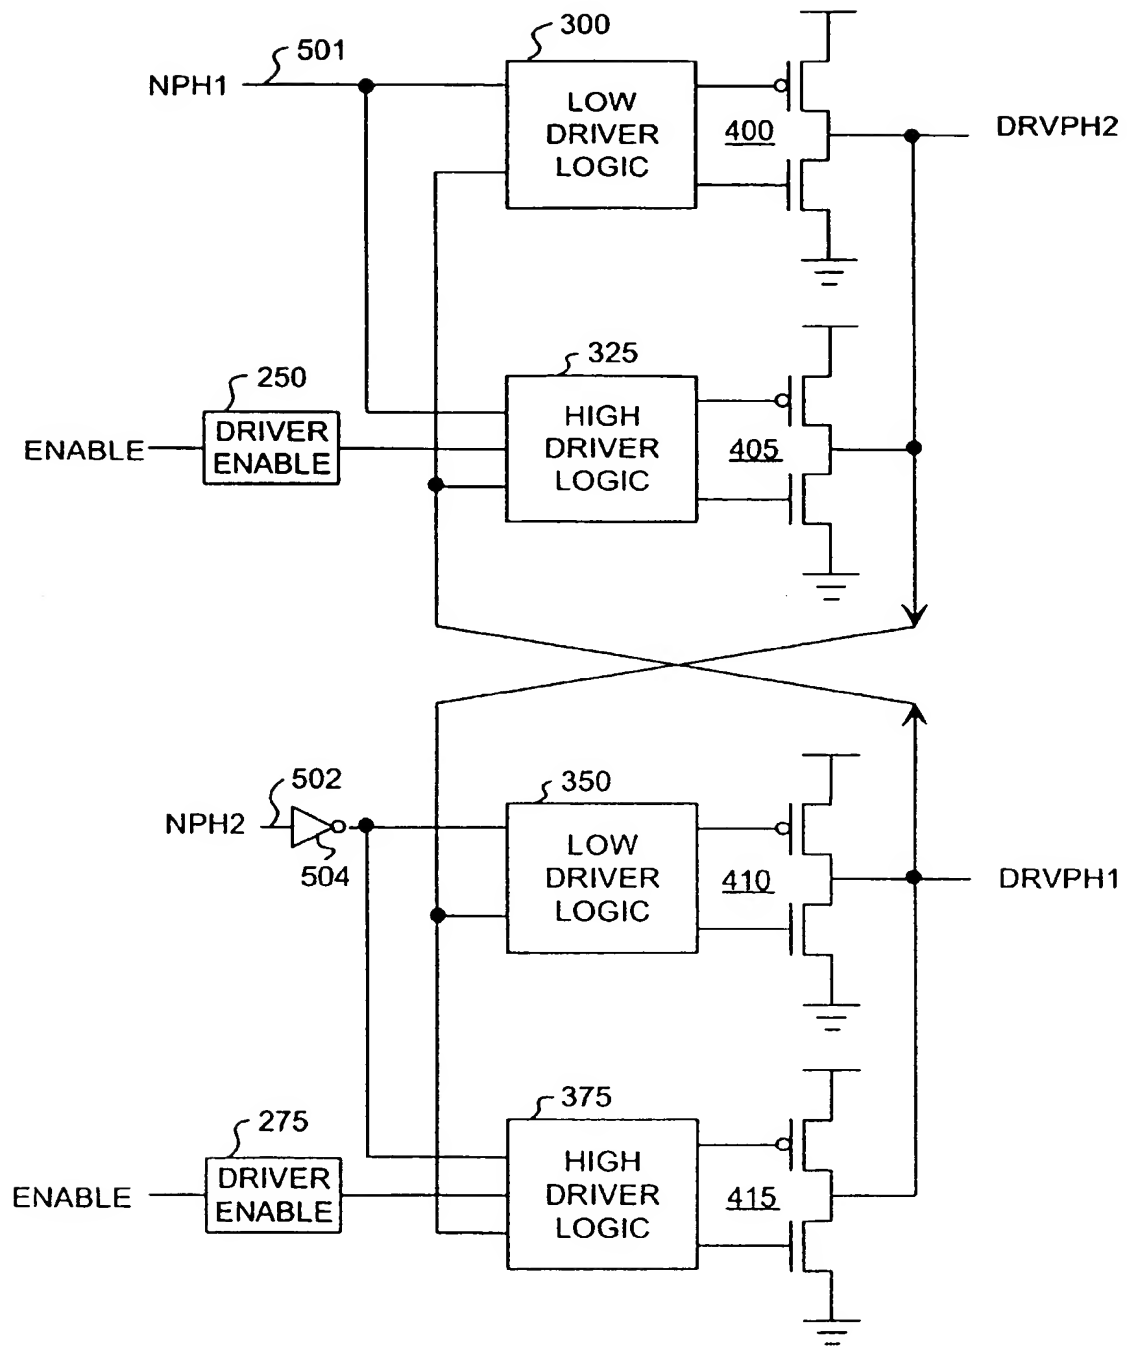 300
501
NPH1
LOW
DRIVER
LOGIC
400
DRVPH2
325
250
HIGH
DRIVER
LOGIC
405
ENABLE
DRIVER
ENABLE
502
350
NPH2
504
LOW
DRIVER
LOGIC
410
DRVPH1
375
275
HIGH
DRIVER
LOGIC
415
ENABLE
DRIVER
ENABLE